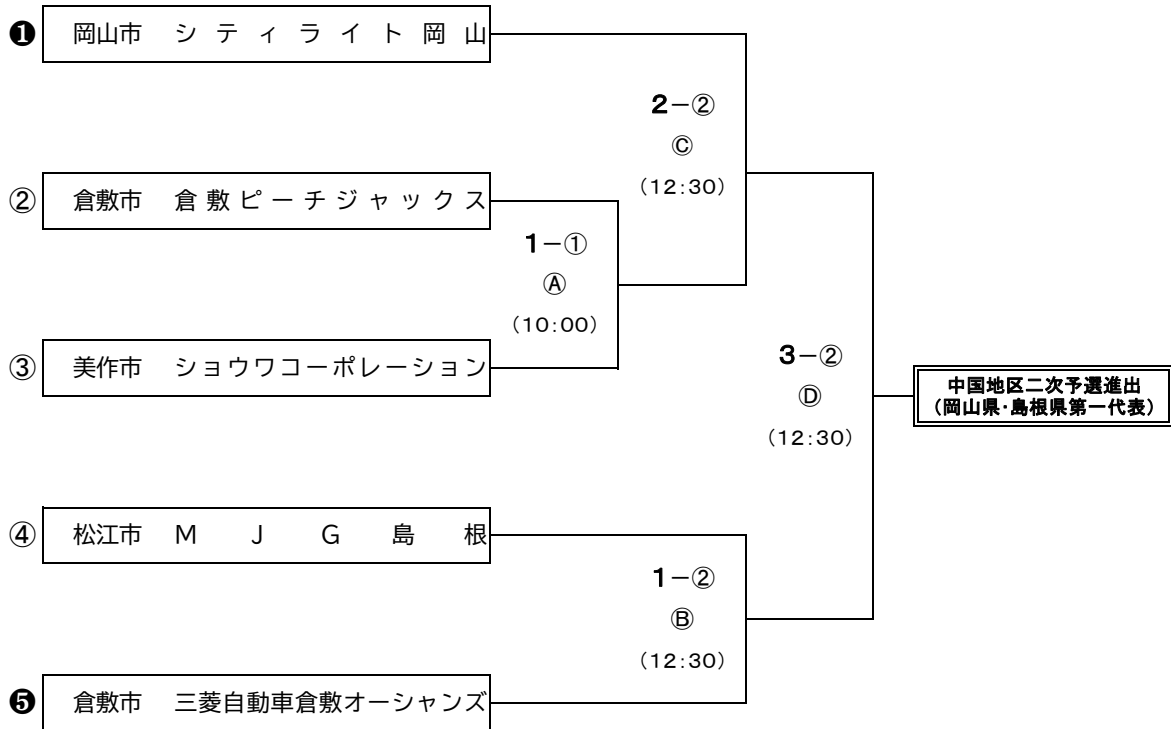 ❶ 岡山市 シティライト岡山
2－②
Ⓒ
（12：30）
② 倉敷市 倉敷ピーチジャックス
1－①
Ⓐ
（10：00）
③ 美作市 ショウワコーポレーション
3－②
Ⓓ
（12：30）
中国地区二次予選進出
（岡山県・島根県第一代表）
④ 松江市 ＭＪＧ島根
1－②
Ⓑ
（12：30）
❺ 倉敷市 三菱自動車倉敷オーシャンズ